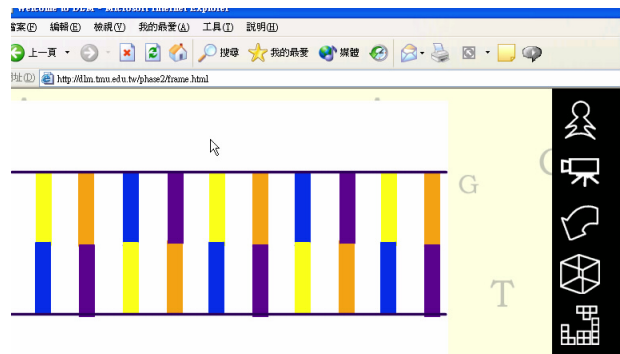 Welcome to DLM - Microsoft Internet Explorer
檔案(F) 編輯(E) 檢視(V) 我的最愛(A) 工具(T) 說明(H)
上一頁 搜尋 我的最愛 媒體
網址(D) http://dlm.tmu.edu.tw/phase2/frame.html
G
T